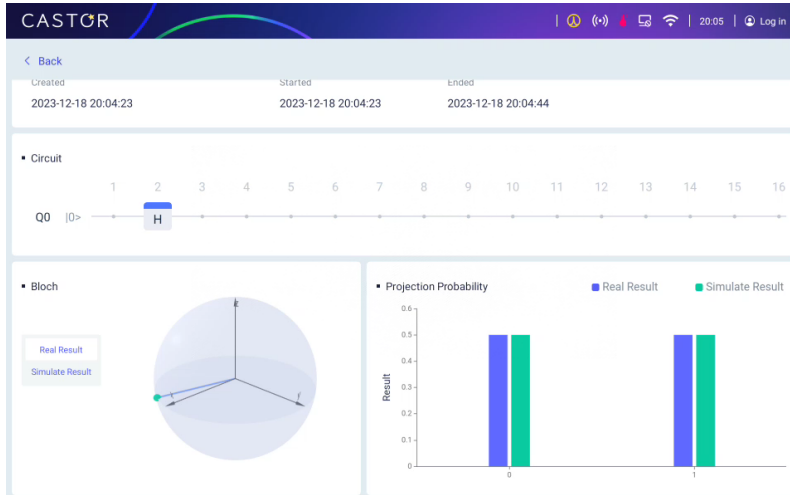 CASTOR
20:05
Log in
Back
Created Started Ended
2023-12-18 20:04:23 2023-12-18 20:04:23 2023-12-18 20:04:44
Circuit
1 2 3 4 5 6 7 8 9 10 11 12 13 14 15 16
Q0 |0> H
Bloch
Real Result
Simulate Result
Projection Probability
Real Result
Simulate Result
0.6
0.5
0.4
0.3
0.2
0.1
0
Result
0 1